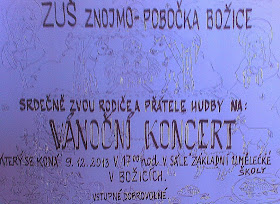 ZUŠ ZNOJMO-POBOČKA BOŽICE
SRDEČNĚ ZVOU RODIČE A PŘÁTELE HUDBY NA:
VÁNOČNÍ KONCERT
KTERÝ SE KONÁ 9.12.2013 V hod. V SÁLE ZÁKLADNÍ UMĚLECKÉ
ŠKOLY
V BOŽICÍCH.
VSTUPNÉ DOBROVOLNÉ.